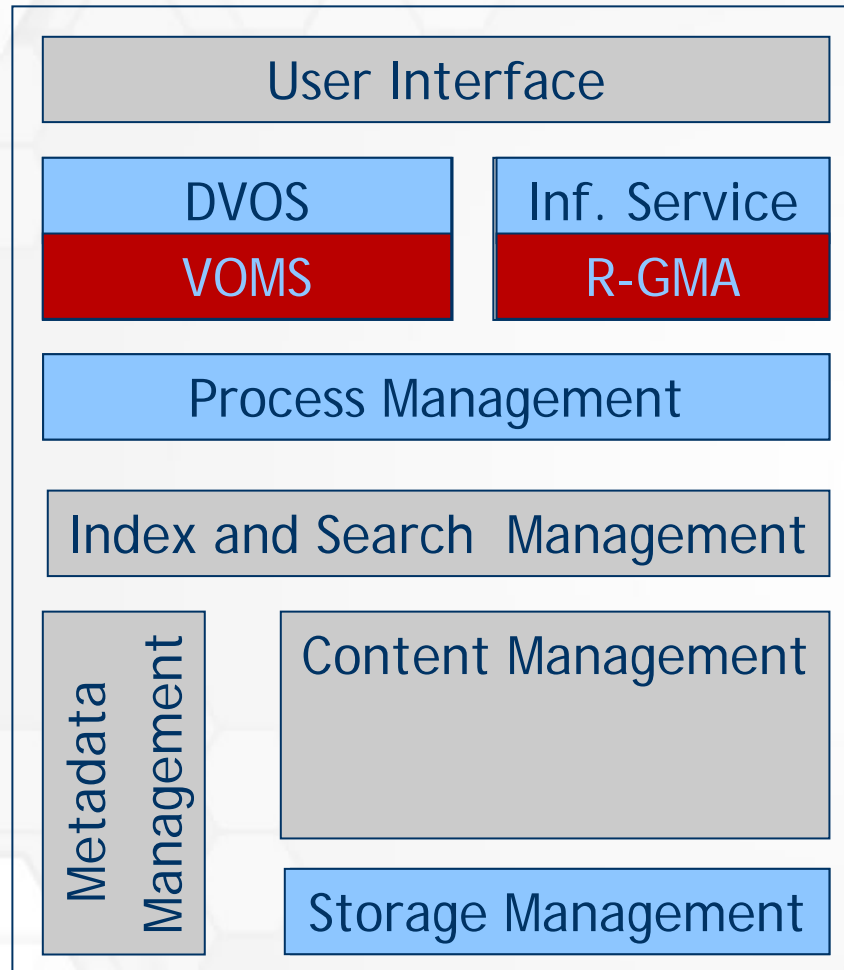 User Interface
DVOS
Inf. Service
VOMS
R-GMA
Process Management
Index and Search Management
Metadata
Management
Content Management
Storage Management